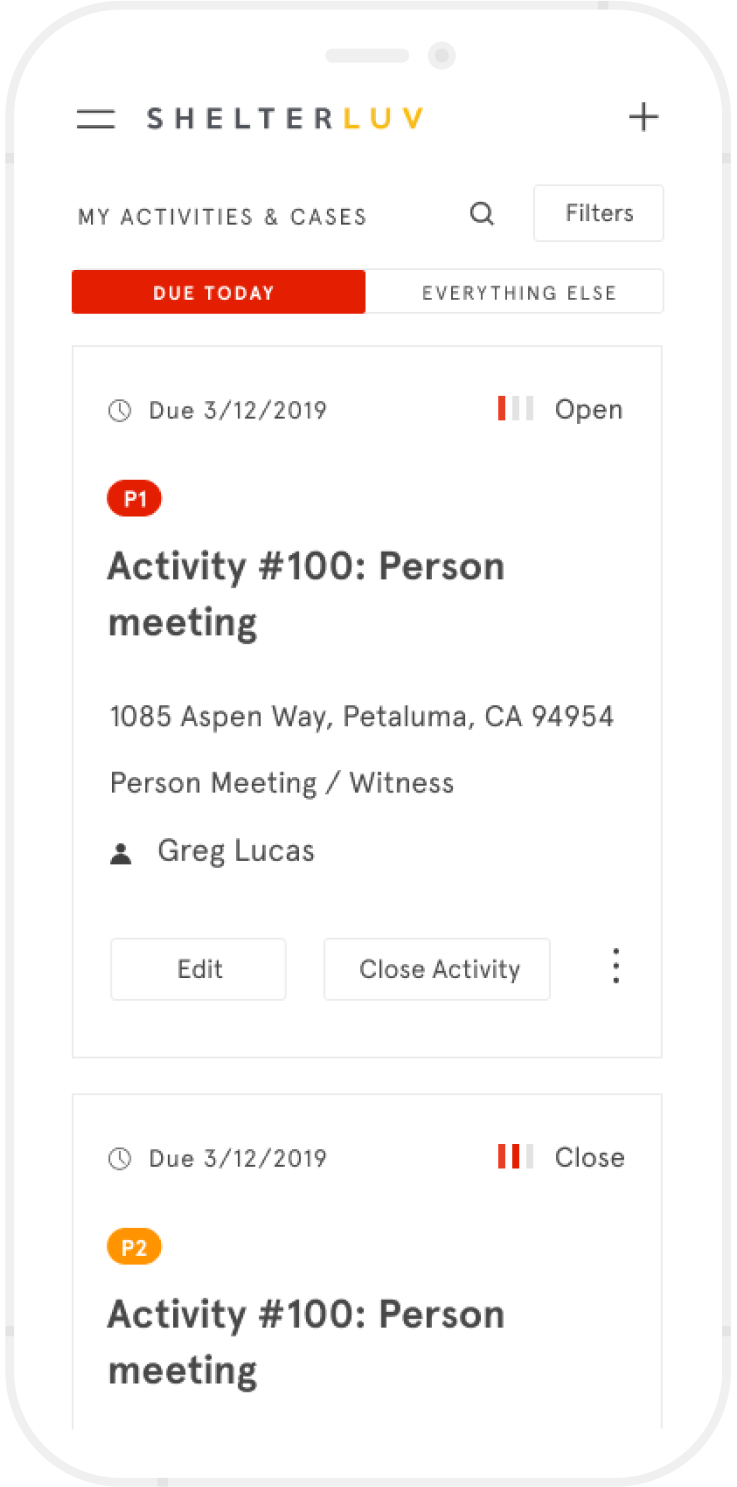 SHELTERLUV
MY ACTIVITIES & CASES
Filters
DUE TODAY
EVERYTHING ELSE
Due 3/12/2019
Open
P1
Activity #100: Person
meeting
1085 Aspen Way, Petaluma, CA 94954
Person Meeting / Witness
Greg Lucas
Edit
Close Activity
Due 3/12/2019
Close
P2
Activity #100: Person
meeting